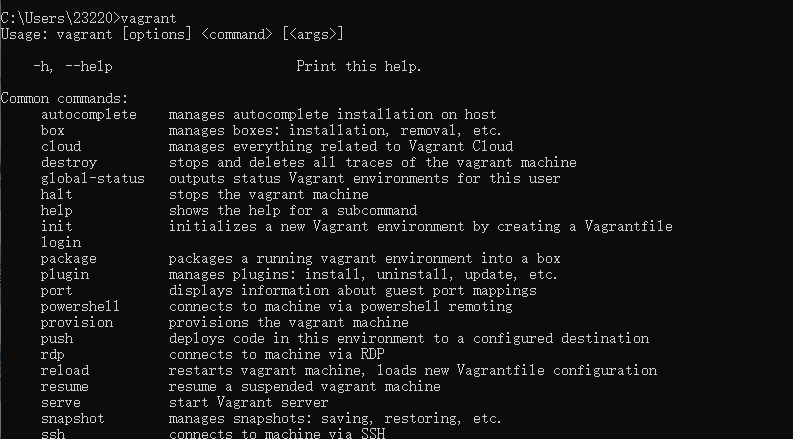 C:\Users\23220>vagrant
Usage: vagrant [options] <command> [<args>]
-h, --help                       Print this help.
Common commands:
autocomplete    manages autocomplete installation on host
box             manages boxes: installation, removal, etc.
cloud           manages everything related to Vagrant Cloud
destroy         stops and deletes all traces of the vagrant machine
global-status   outputs status Vagrant environments for this user
halt            stops the vagrant machine
help            shows the help for a subcommand
init            initializes a new Vagrant environment by creating a Vagrantfile
login
package         packages a running vagrant environment into a box
plugin          manages plugins: install, uninstall, update, etc.
port            displays information about guest port mappings
powershell      connects to machine via powershell remoting
provision       provisions the vagrant machine
push            deploys code in this environment to a configured destination
rdp             connects to machine via RDP
reload          restarts vagrant machine, loads new Vagrantfile configuration
resume          resume a suspended vagrant machine
serve           start Vagrant server
snapshot        manages snapshots: saving, restoring, etc.
ssh             connects to machine via SSH